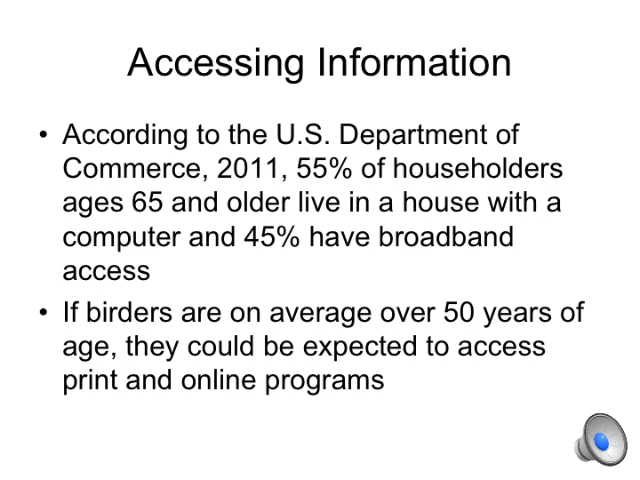 Accessing Information
• According to the U.S. Department of
Commerce, 2011, 55% of householders
ages 65 and older live in a house with a
computer and 45% have broadband
access
• If birders are on average over 50 years of
age, they could be expected to access
print and online programs